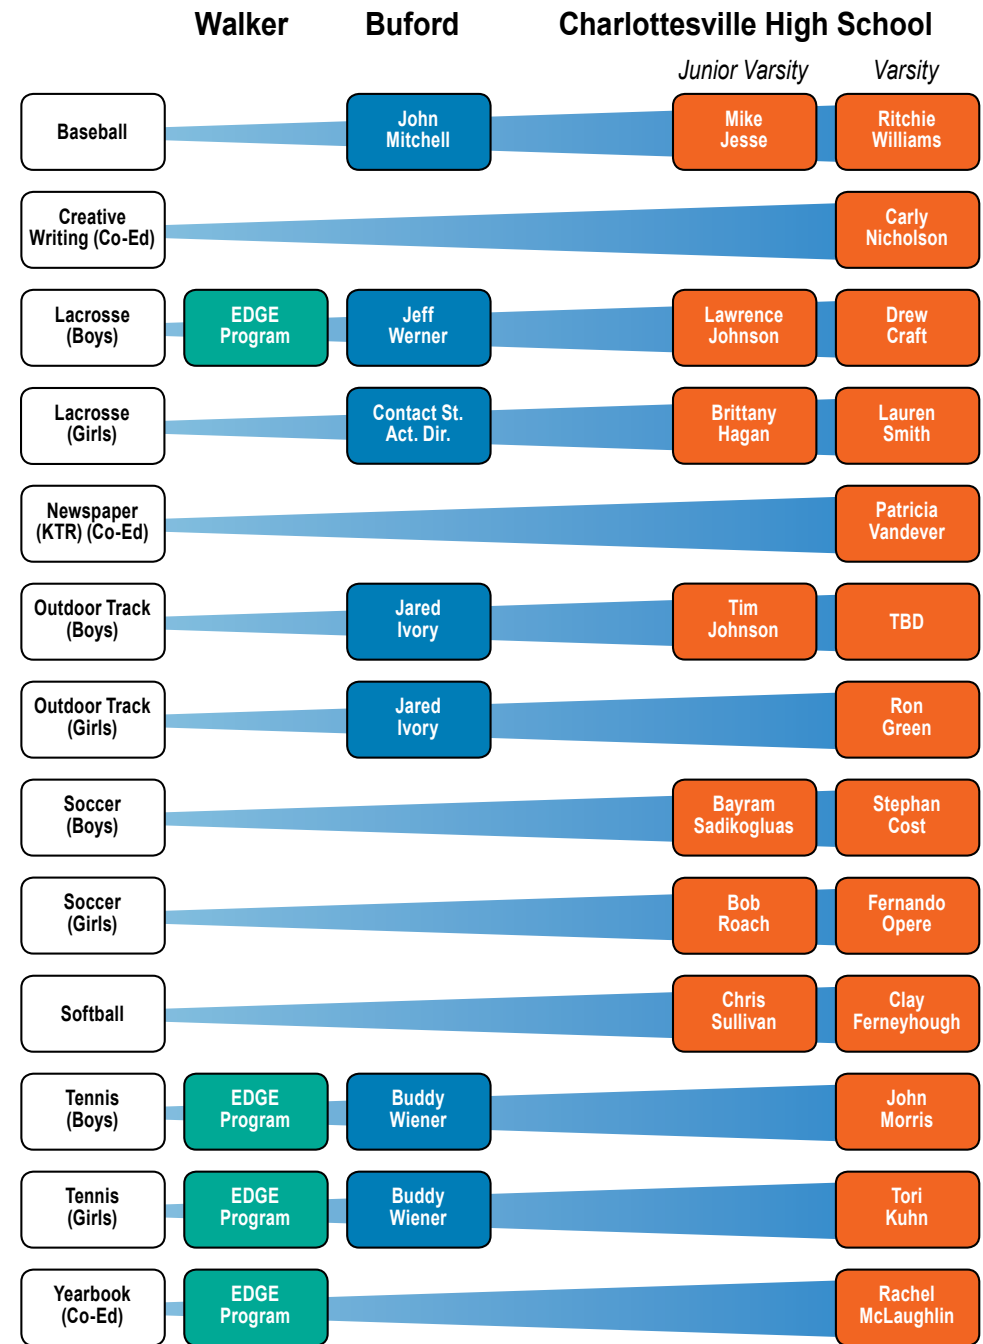 Walker Buford Charlottesville High School
Junior Varsity Varsity
Baseball
John
Mitchell
Mike
Jesse
Ritchie
Williams
Creative
Writing (Co-Ed)
Carly
Nicholson
Lacrosse
(Boys)
EDGE
Program
Jeff
Werner
Lawrence
Johnson
Drew
Craft
Lacrosse
(Girls)
Contact St.
Act. Dir.
Brittany
Hagan
Lauren
Smith
Newspaper
(KTR) (Co-Ed)
Patricia
Vandever
Outdoor Track
(Boys)
Jared
Ivory
Tim
Johnson
TBD
Outdoor Track
(Girls)
Jared
Ivory
Ron
Green
Soccer
(Boys)
Bayram
Sadikogluas
Stephan
Cost
Soccer
(Girls)
Bob
Roach
Fernando
Opere
Softball
Chris
Sullivan
Clay
Ferneyhough
Tennis
(Boys)
EDGE
Program
Buddy
Wiener
John
Morris
Tennis
(Girls)
EDGE
Program
Buddy
Wiener
Tori
Kuhn
Yearbook
(Co-Ed)
EDGE
Program
Rachel
McLaughlin